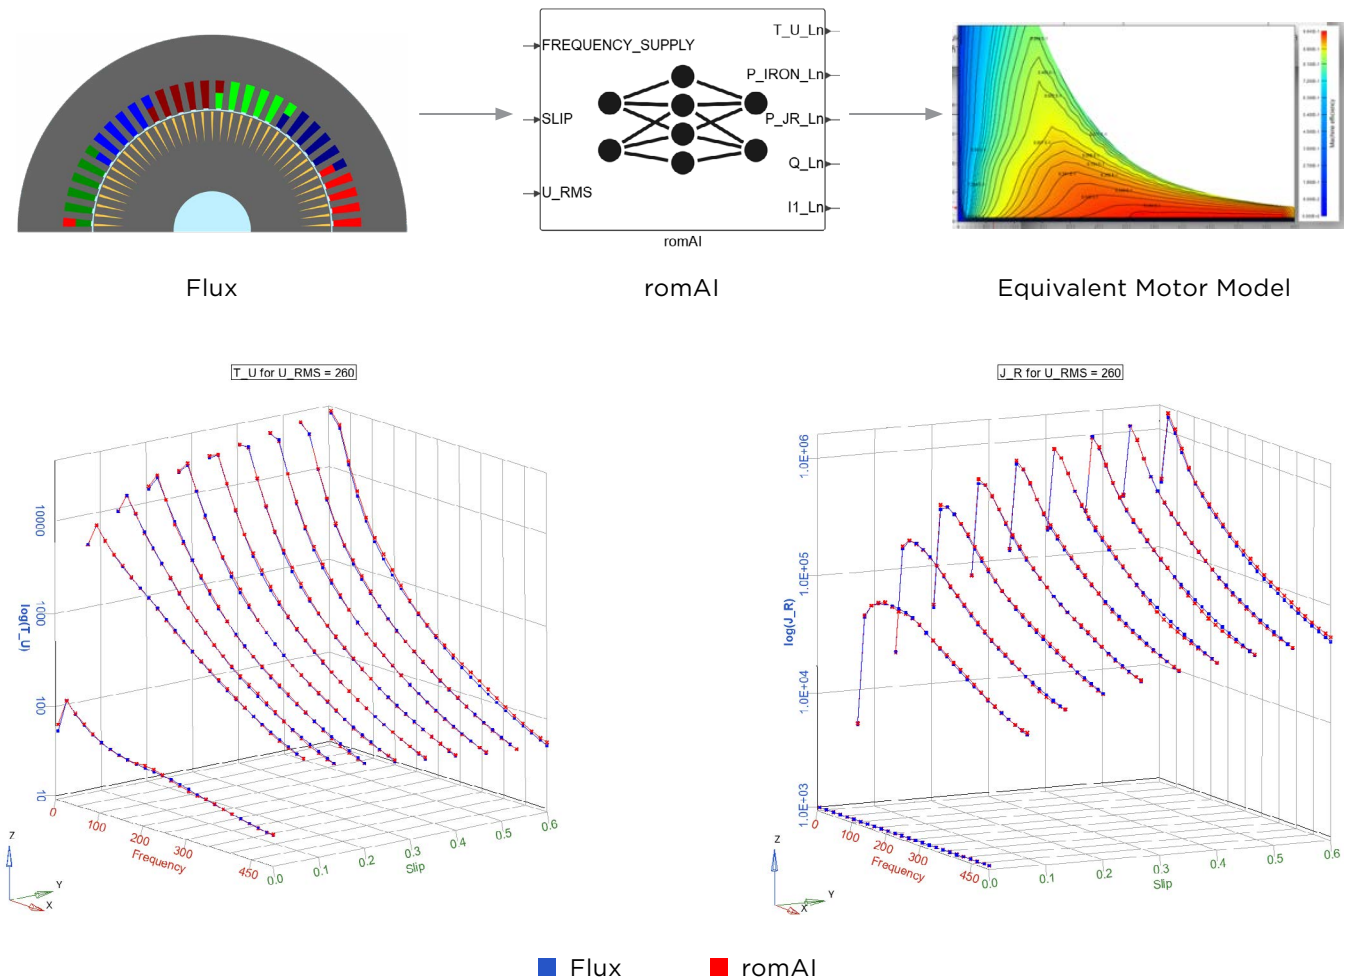 FREQUENCY_SUPPLY
SLIP
U_RMS
T_U_Ln
P_IRON_Ln
P_JR_Ln
Q_Ln
I1_Ln
romAI
Machine efficiency
Flux
romAI
Equivalent Motor Model
T_U for U_RMS = 260
log(T_U)
10000
1000
100
10
0
100
200
300
450
Frequency
0.0
0.1
0.2
0.3
0.4
0.5
0.6
Slip
Z
Y
X
J_R for U_RMS = 260
log(J_R)
1.0E+06
1.0E+05
1.0E+04
1.0E+03
0
100
200
300
450
Frequency
0.0
0.1
0.2
0.3
0.4
0.5
0.6
Slip
Z
Y
X
Flux
romAI